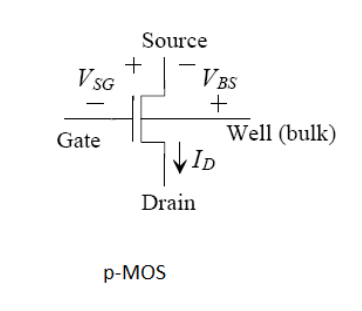 Source
+ −
V_SG V_BS
− +
Gate Well (bulk)
I_D
Drain
p-MOS